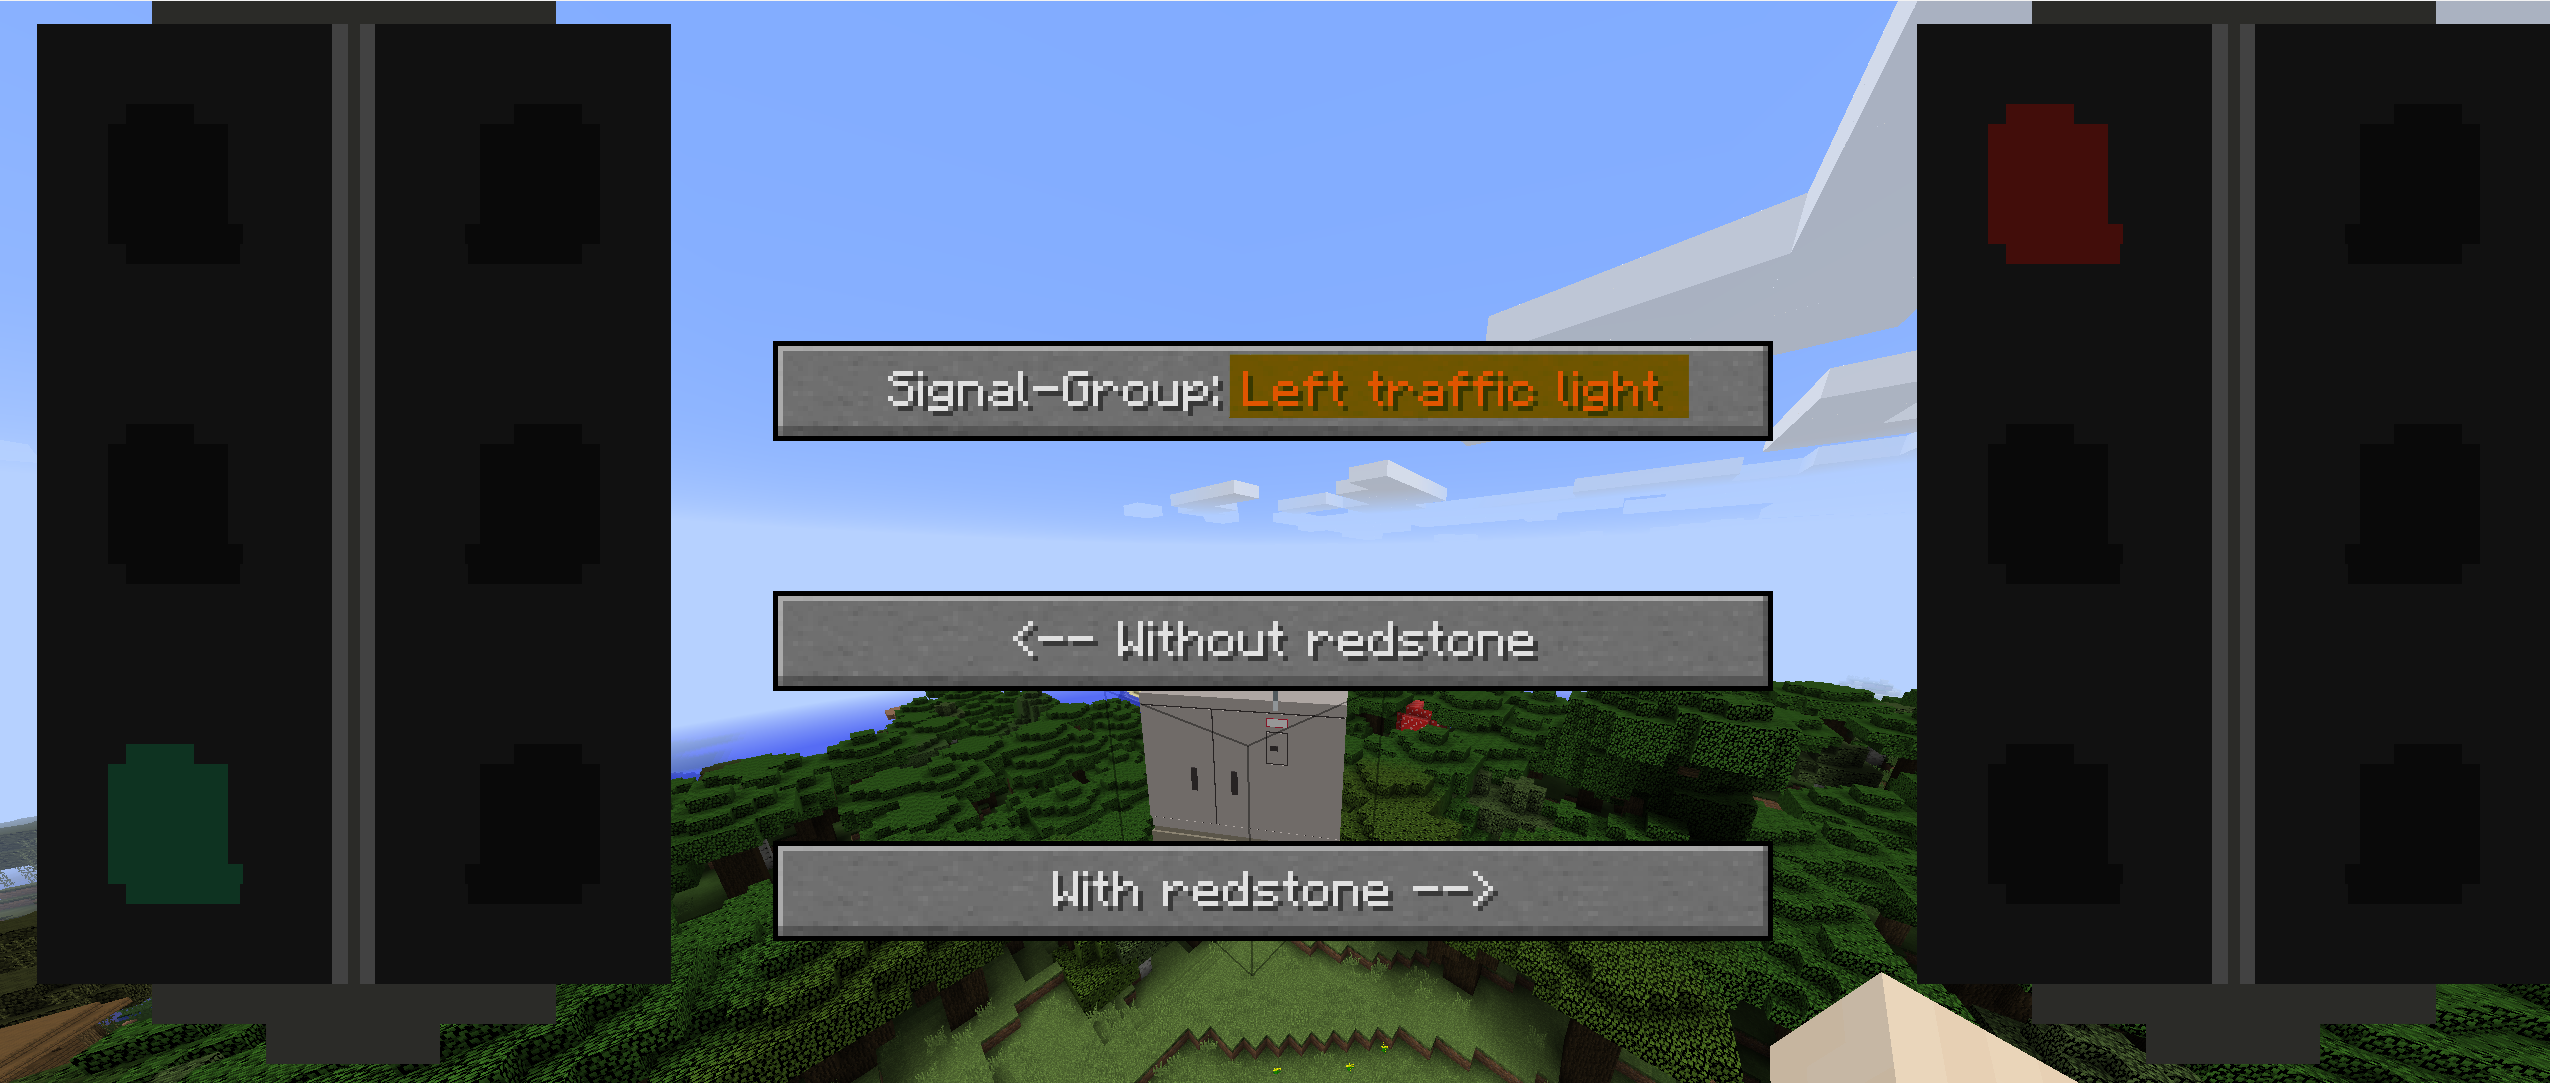 Signal-Group: Left traffic light
<-- Without redstone
With redstone -->